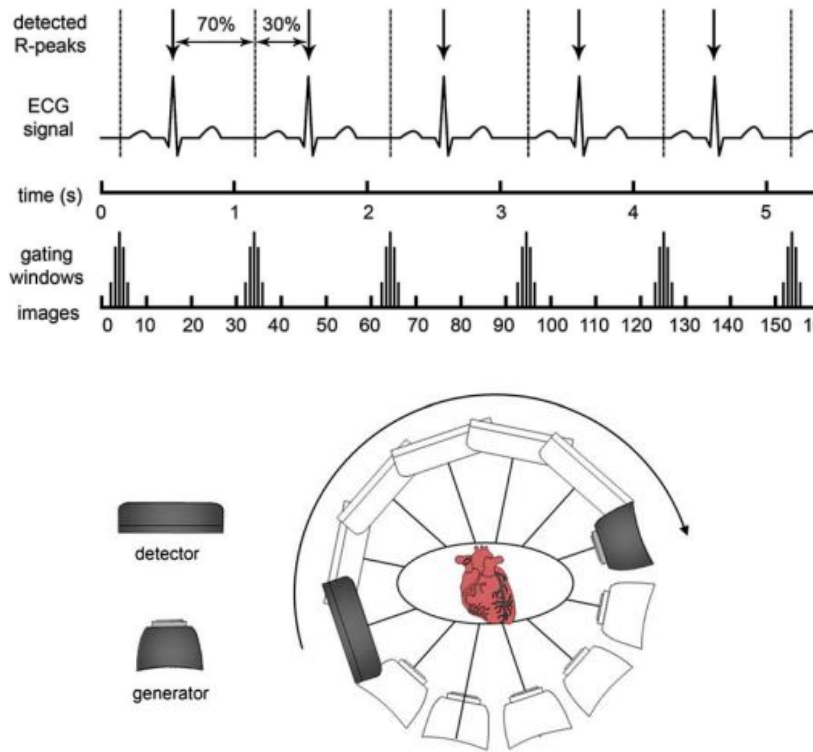 detected
R-peaks
70%
30%
ECG
signal
time (s)
0 1 2 3 4 5
gating
windows
images
0 10 20 30 40 50 60 70 80 90 100 110 120 130 140 150 1
detector
generator